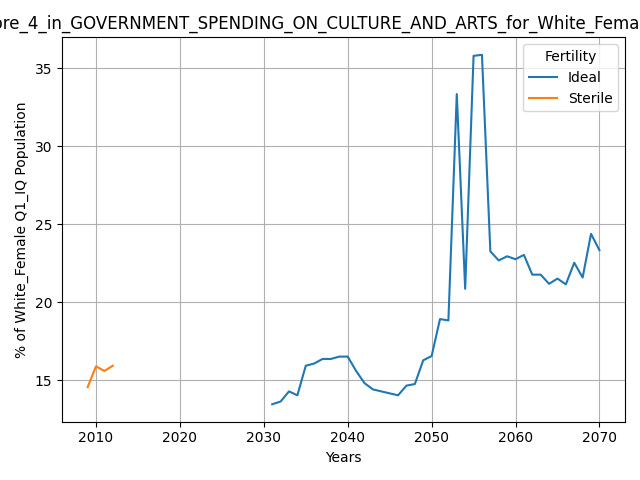 ore_4_in_GOVERNMENT_SPENDING_ON_CULTURE_AND_ARTS_for_White_Fema
35
30
25
20
15
% of White_Female Q1_IQ Population
Fertility
Ideal
Sterile
2010 2020 2030 2040 2050 2060 2070
Years